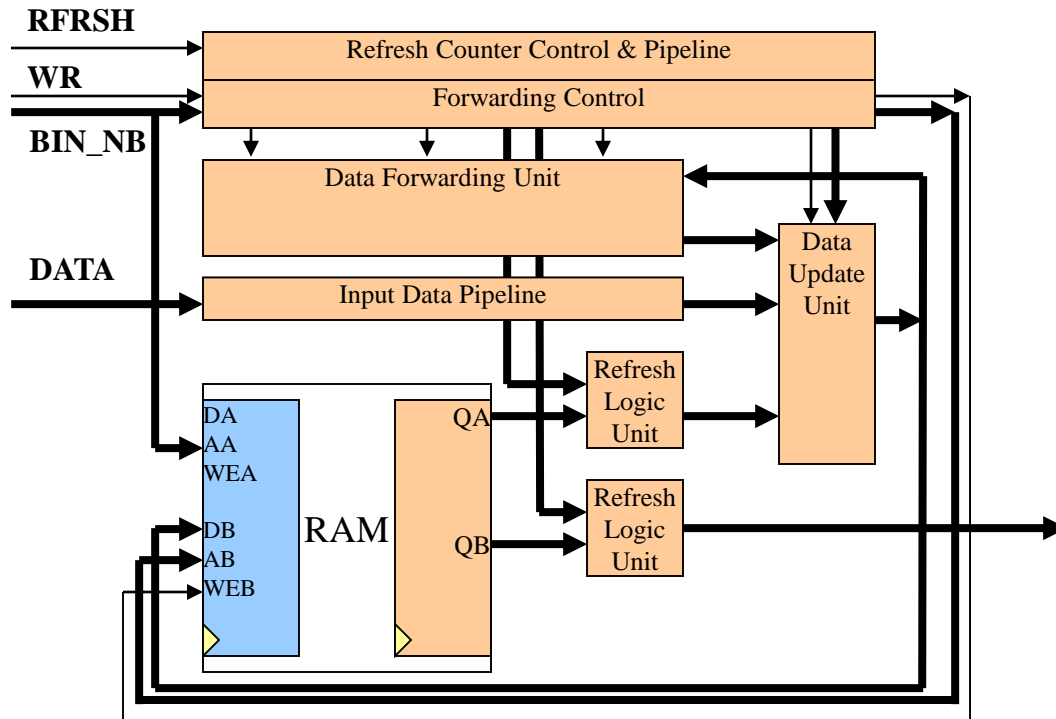 RFRSH
Refresh Counter Control & Pipeline
WR
Forwarding Control
BIN_NB
Data Forwarding Unit
Data
Update
Unit
DATA
Input Data Pipeline
Refresh
Logic
Unit
DA
QA
AA
WEA
Refresh
Logic
Unit
DB
RAM
QB
AB
WEB